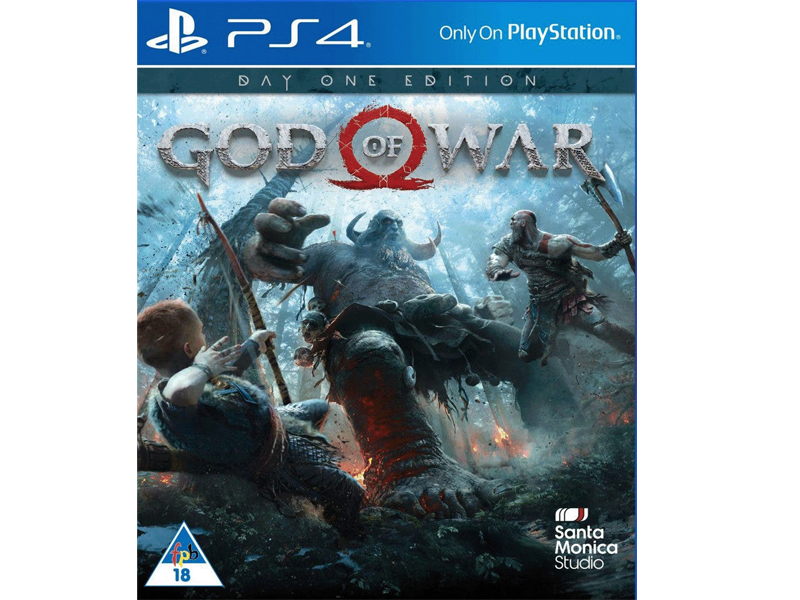 PS4
Only On PlayStation
DAY ONE EDITION
GOD OF WAR
fpb
18
Santa
Monica
Studio